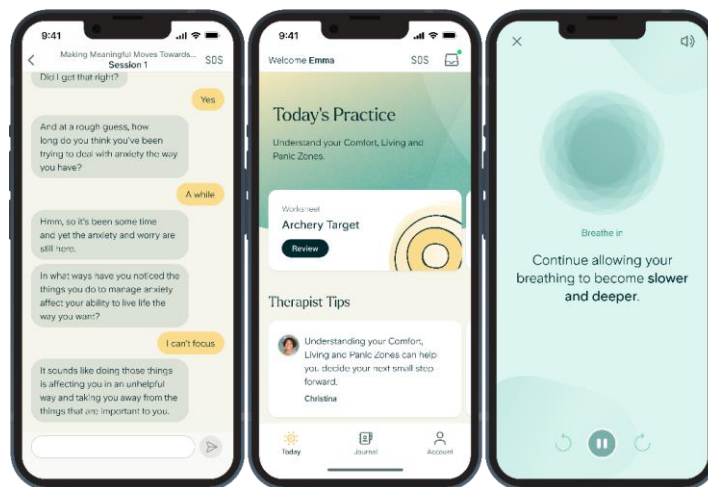 9:41
Making Meaningful Moves Towards...
Session 1
SOS
Did I get that right?
Yes
And at a rough guess, how
long do you think you've been
trying to deal with anxiety the way
you have?
A while
Hmm, so it's been some time
and yet the anxiety and worry are
still here.
In what ways have you noticed the
things you do to manage anxiety
affect your ability to live life the
way you want?
I can't focus
It sounds like doing those things
is affecting you in an unhelpful
way and taking you away from the
things that are important to you.
9:41
Welcome Emma
SOS
Today's Practice
Understand your Comfort, Living and
Panic Zones.
Worksheet
Archery Target
Review
Therapist Tips
Understanding your Comfort,
Living and Panic Zones can help
you decide your next small step
forward.
Christina
Today
Journal
Account
Breathe in
Continue allowing your
breathing to become slower
and deeper.